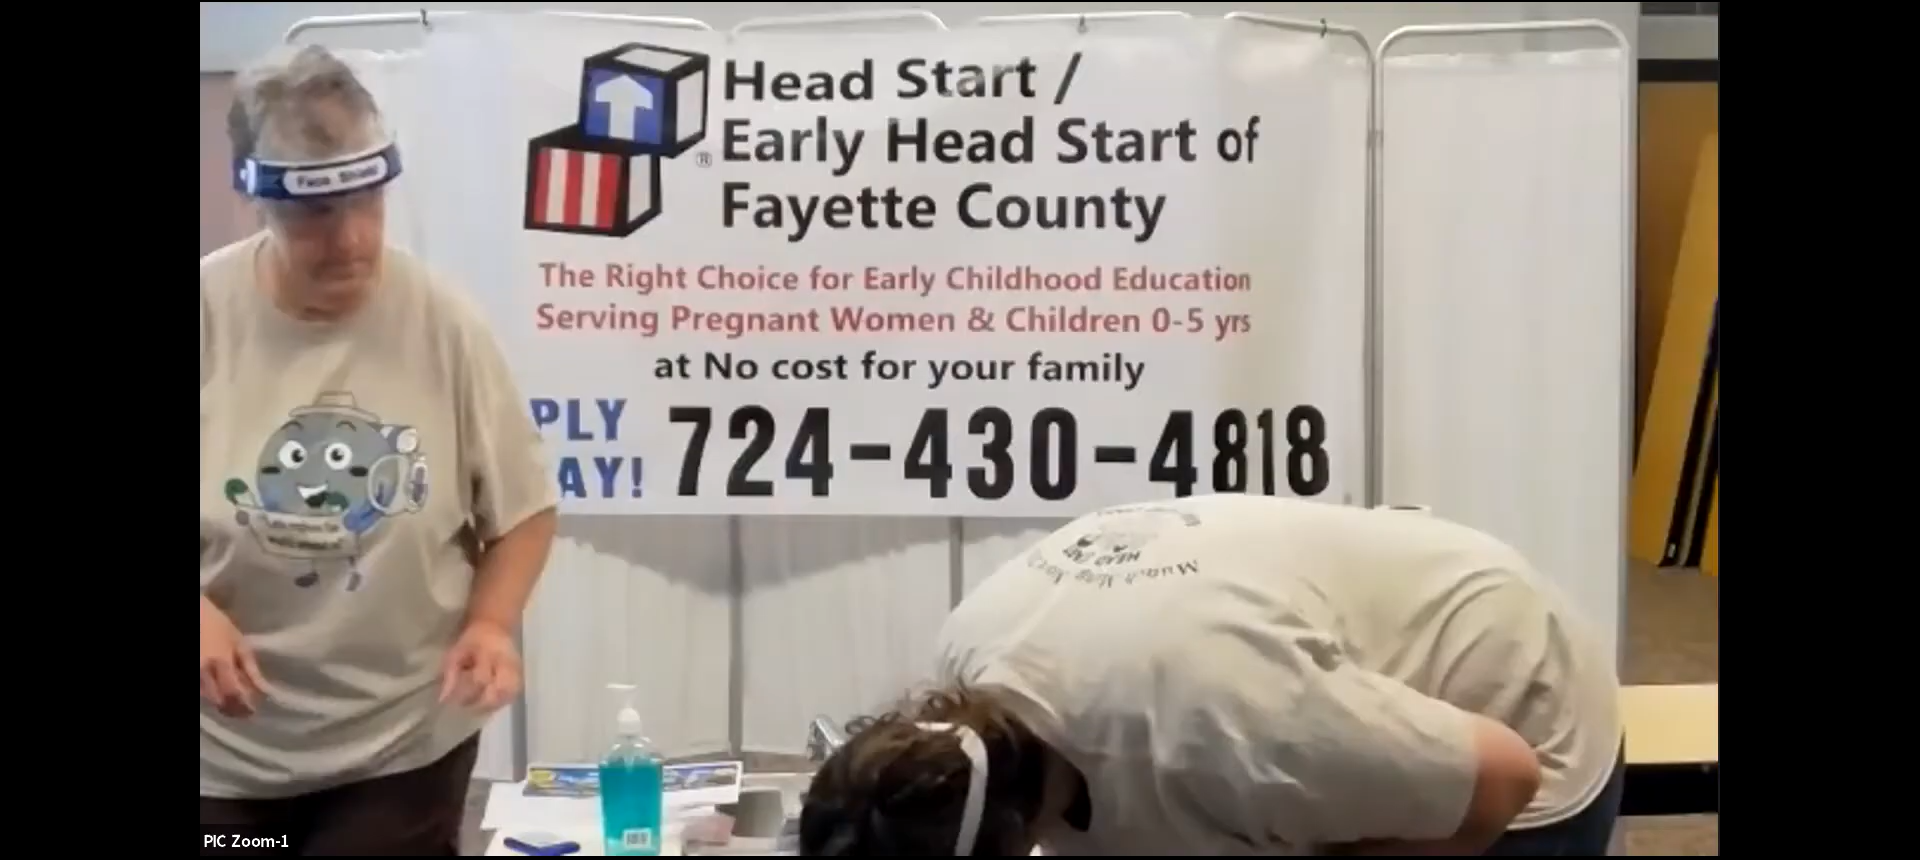 Head Start /
Early Head Start of
Fayette County
®
The Right Choice for Early Childhood Education
Serving Pregnant Women & Children 0-5 yrs
at No cost for your family
PLY
AY!
724-430-4818
Face Shield
PIC Zoom-1